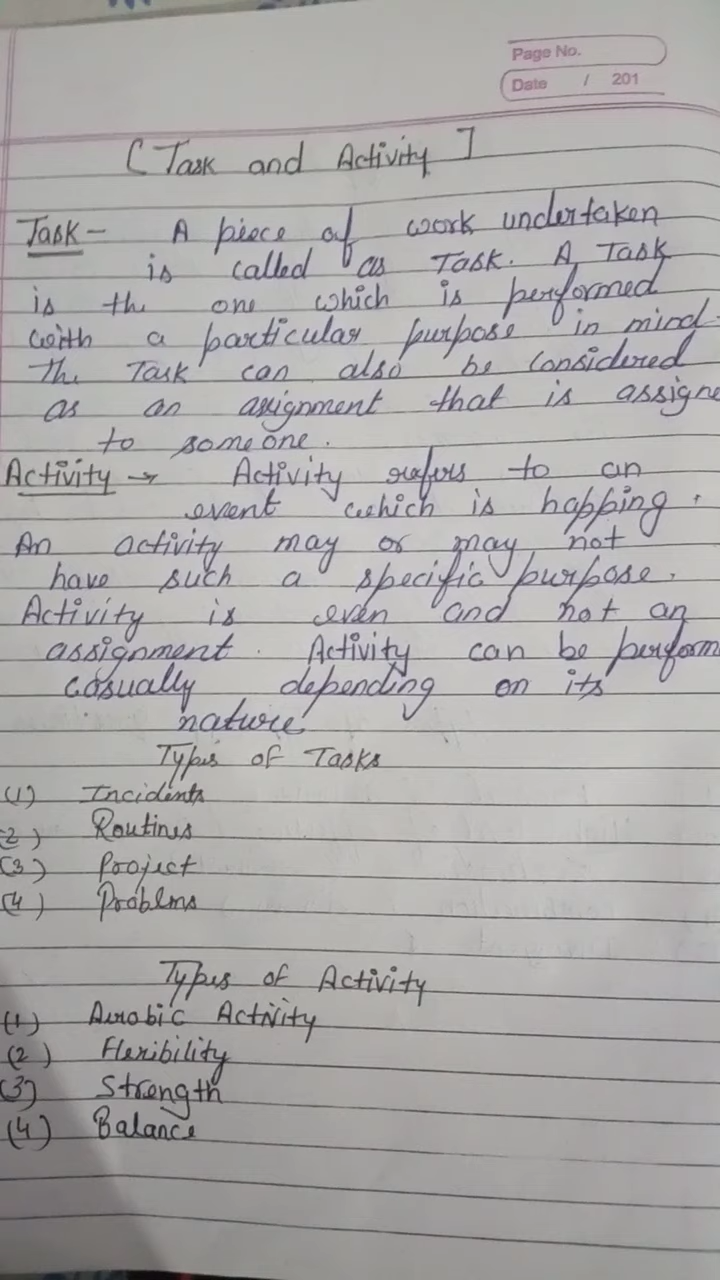 Page No.
Date / 201
[Task and Activity]
Task - A piece of work undertaken
is called as Task. A Task
is the one which is performed
with a particular purpose in mind.
The Task can also be considered
as an assignment that is assigne
to someone.
Activity → Activity refers to an
event which is happing.
An activity may or may not
have such a specific purpose.
Activity is even and not an
assignment. Activity can be perform
casually depending on its
nature
Types of Tasks
(1) Incidents
(2) Routines
(3) Project
(4) Problms
Types of Activity
(1) Aerobic Activity
(2) Flexibility
(3) Strength
(4) Balance